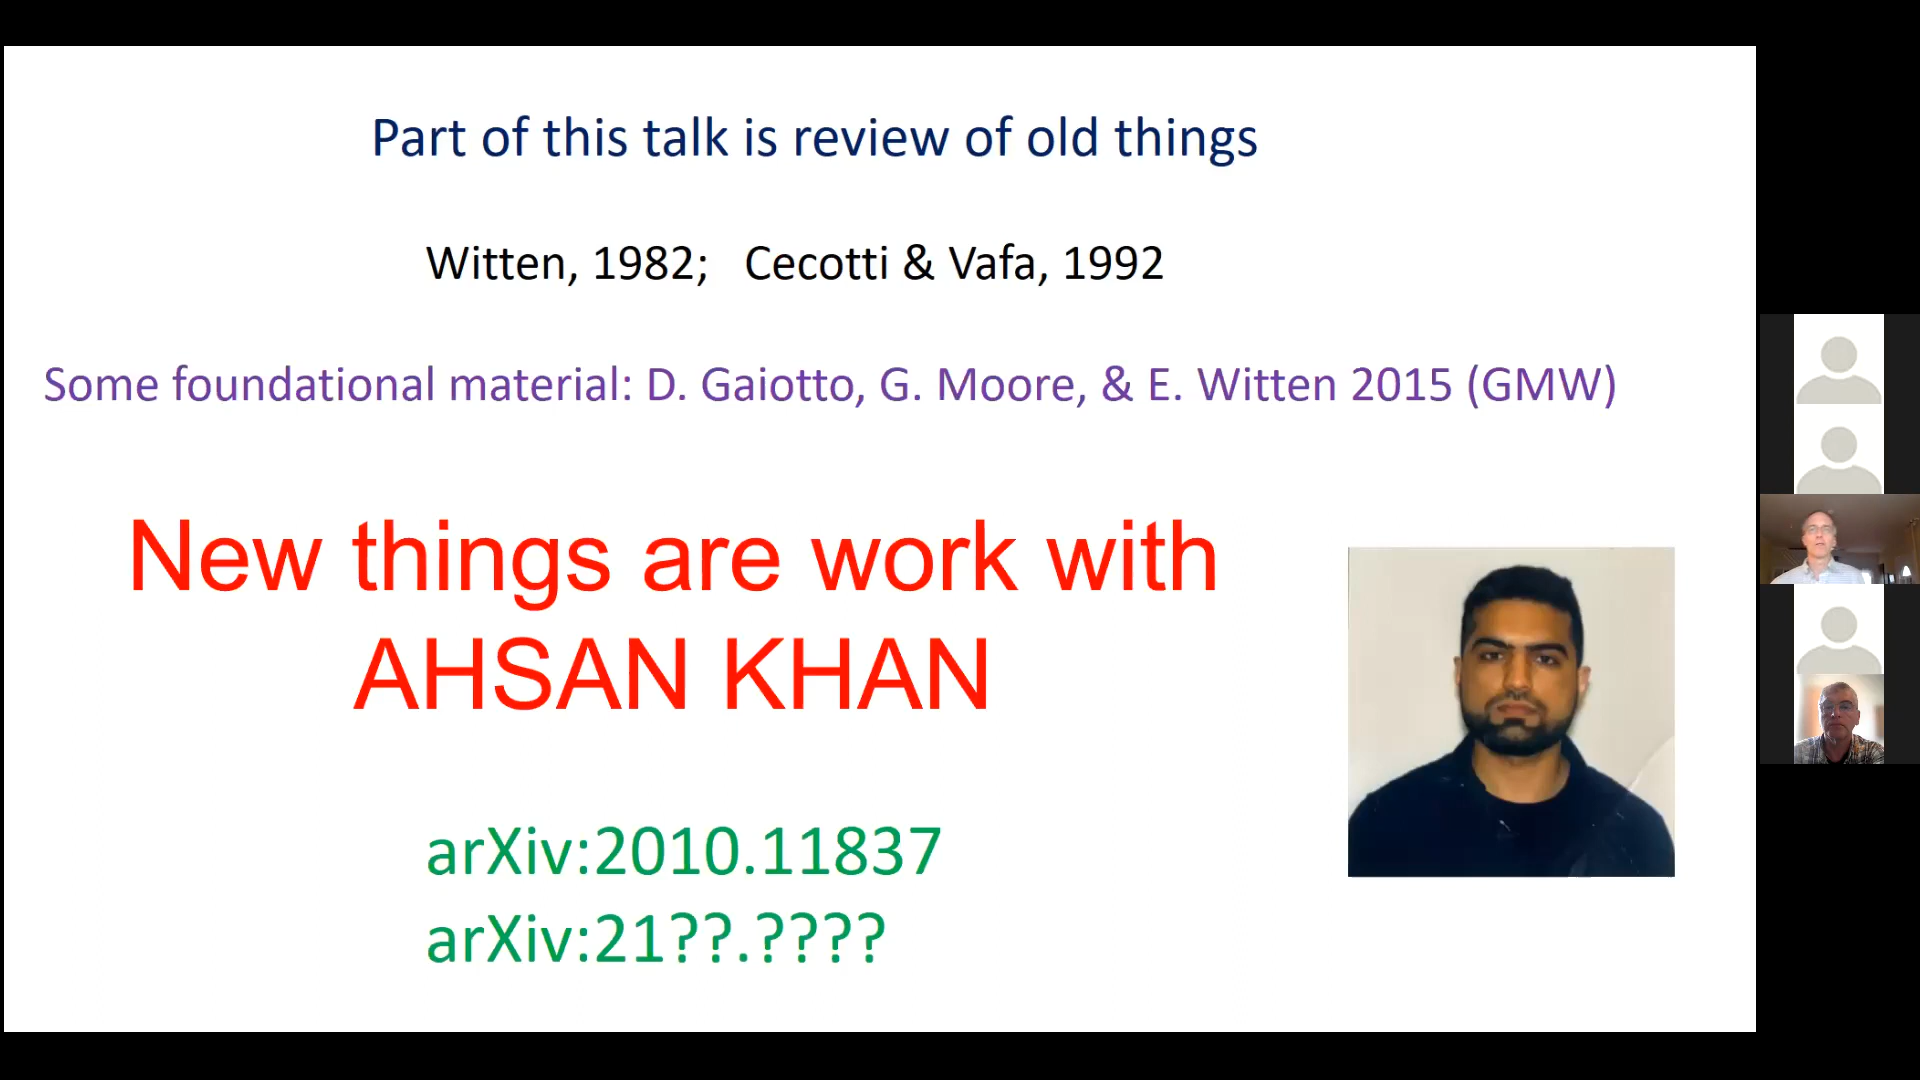 Part of this talk is review of old things
Witten, 1982; Cecotti & Vafa, 1992
Some foundational material: D. Gaiotto, G. Moore, & E. Witten 2015 (GMW)
New things are work with
AHSAN KHAN
arXiv:2010.11837
arXiv:21??.????